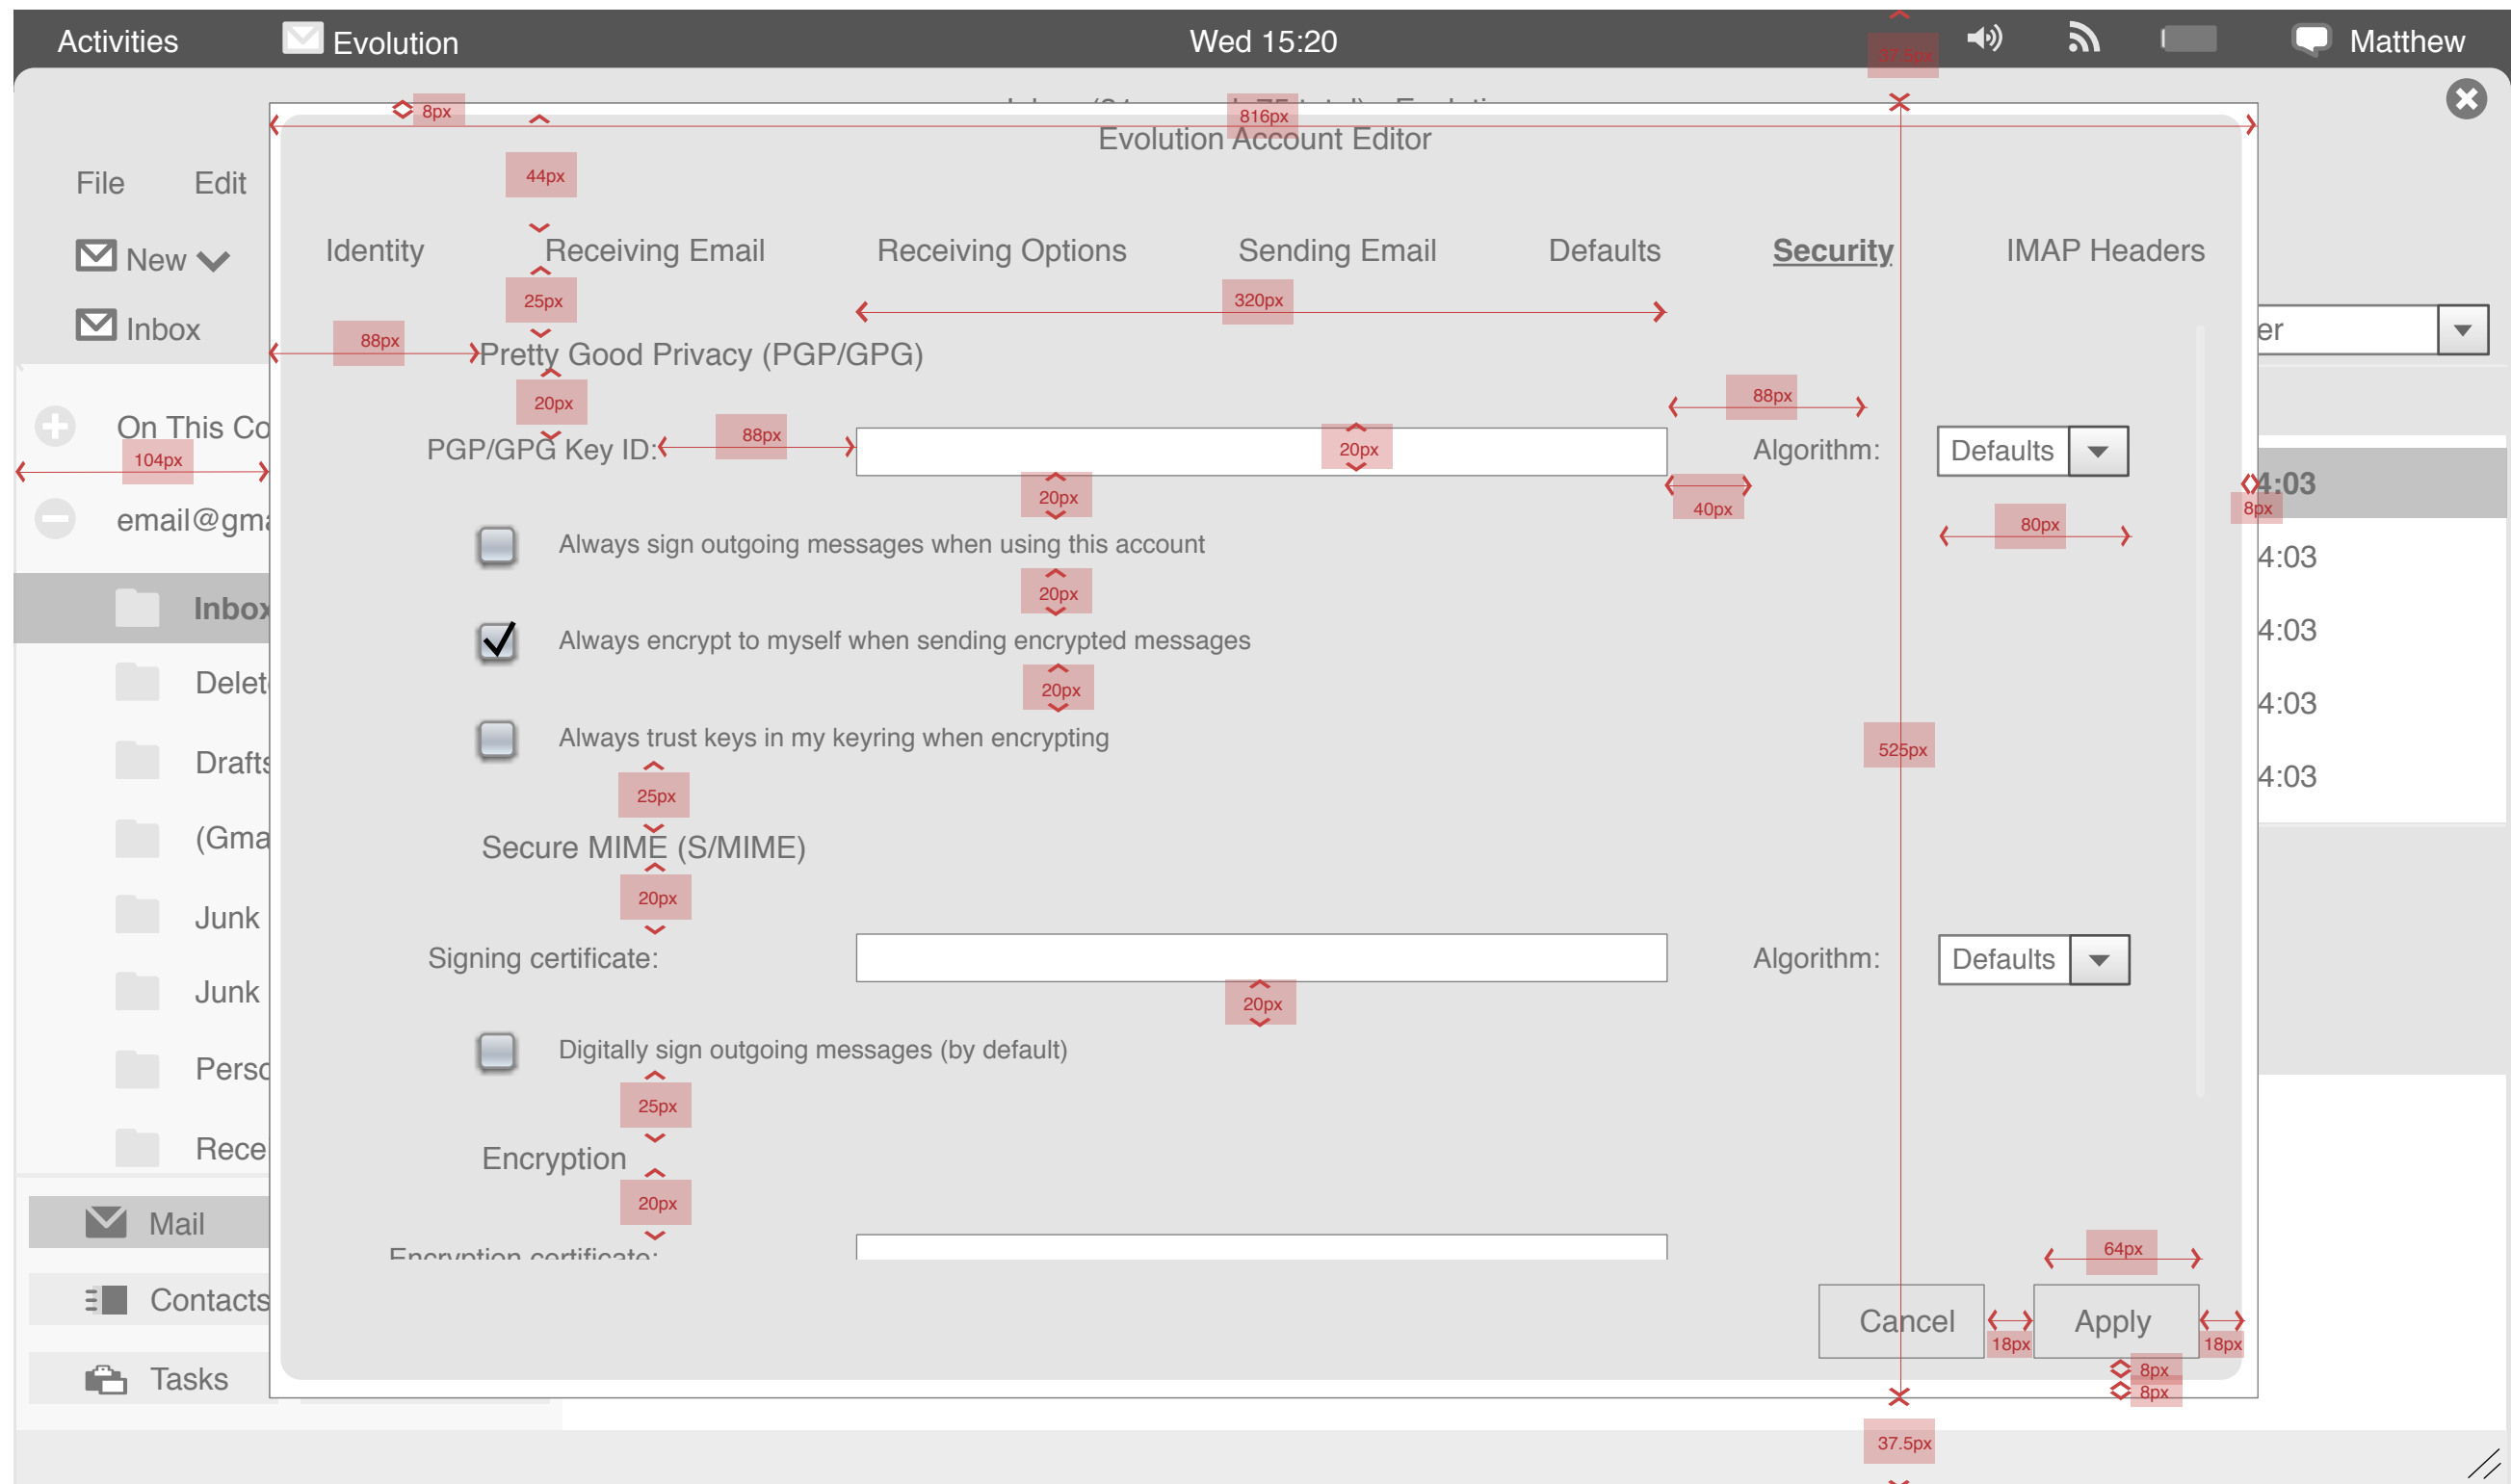 Activities
Evolution
Wed 15:20
37.5px
Matthew
8px
816px
Evolution Account Editor
44px
File
Edit
Identity
Receiving Email
Receiving Options
Sending Email
Defaults
Security
IMAP Headers
New
25px
320px
Inbox
88px
Pretty Good Privacy (PGP/GPG)
er
20px
88px
On This Co
PGP/GPG Key ID:
88px
20px
Algorithm:
Defaults
104px
20px
40px
80px
8px
4:03
email@gma
Always sign outgoing messages when using this account
4:03
20px
Inbox
Always encrypt to myself when sending encrypted messages
4:03
Delet
20px
4:03
Always trust keys in my keyring when encrypting
525px
Drafts
25px
4:03
(Gma
Secure MIME (S/MIME)
Junk
20px
Signing certificate:
Algorithm:
Defaults
Junk
20px
Digitally sign outgoing messages (by default)
Perso
25px
Rece
Encryption
20px
Mail
Encryption certificate:
64px
Contacts
Cancel
Apply
18px
18px
Tasks
8px
8px
37.5px